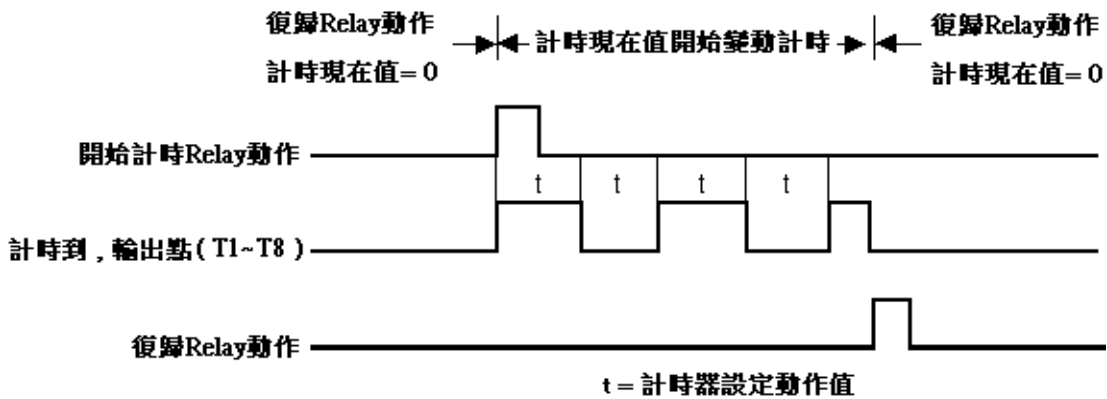 復歸Relay動作
計時現在值開始變動計時
復歸Relay動作
計時現在值= 0
計時現在值= 0
開始計時Relay動作
t
t
t
t
計時到 , 輸出點( T1~T8 )
復歸Relay動作
t = 計時器設定動作值